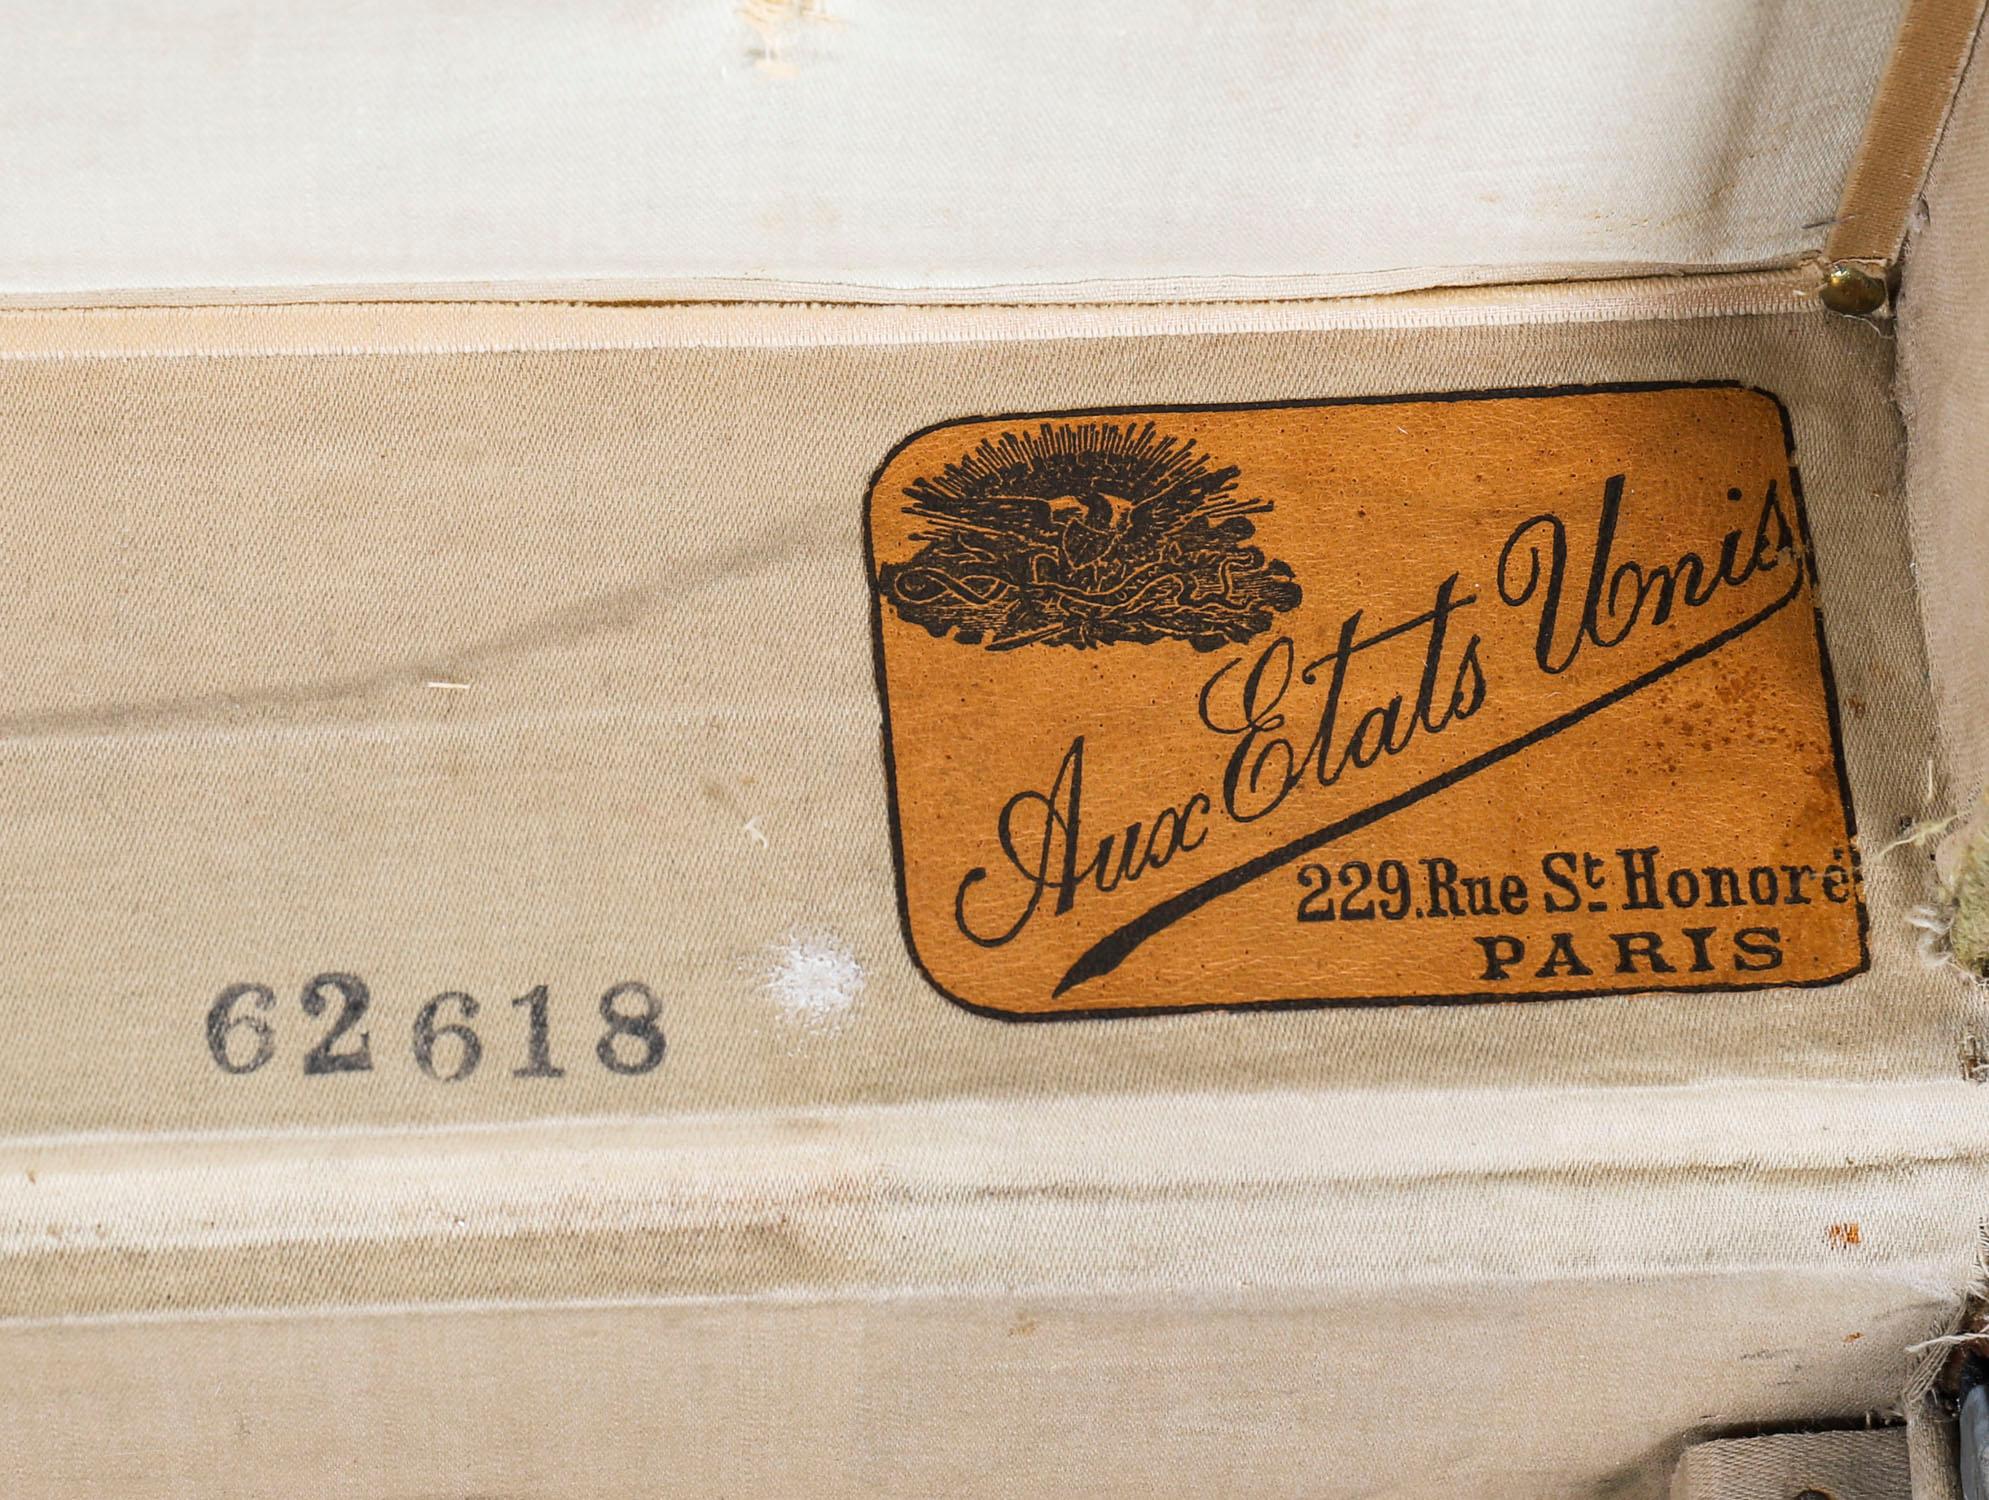 Aux Etats Unis
229. Rue St Honoré
PARIS
62618